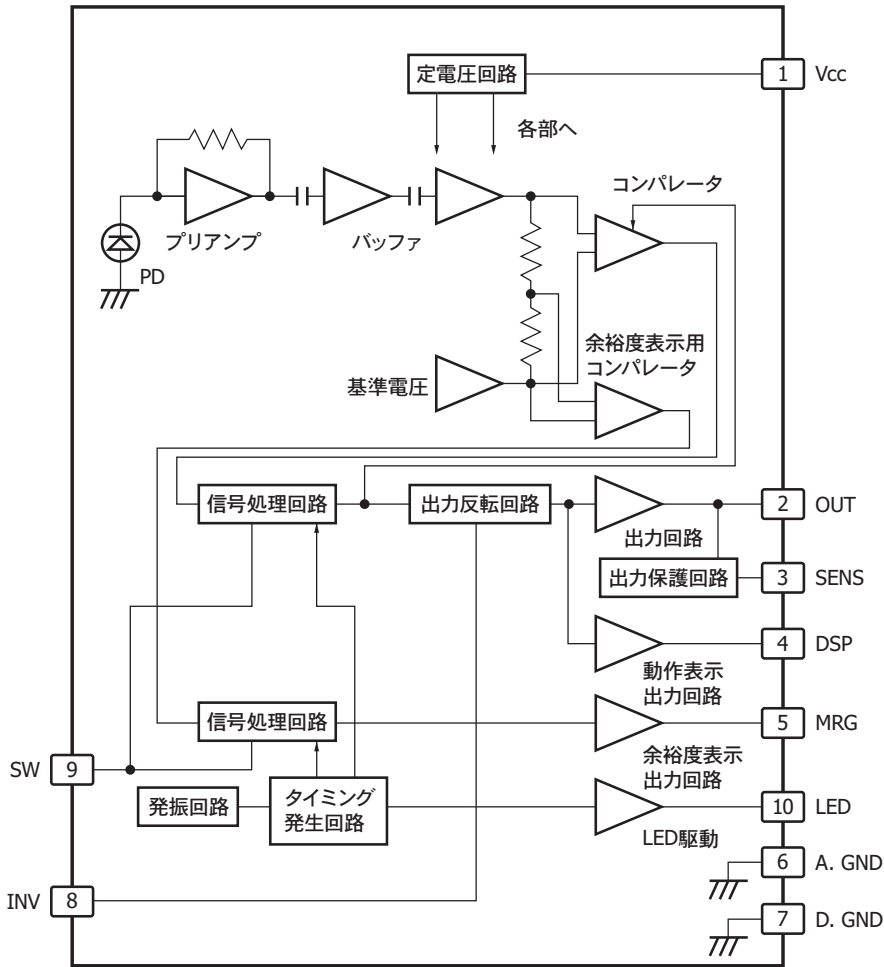 定電圧回路
1
Vcc
各部へ
コンパレータ
プリアンプ
バッファ
PD
余裕度表示用
コンパレータ
基準電圧
信号処理回路
出力反転回路
2
OUT
出力回路
出力保護回路
3
SENS
4
DSP
動作表示
出力回路
信号処理回路
5
MRG
SW
9
余裕度表示
出力回路
発振回路
タイミング
発生回路
10
LED
LED駆動
6
A. GND
INV
8
7
D. GND